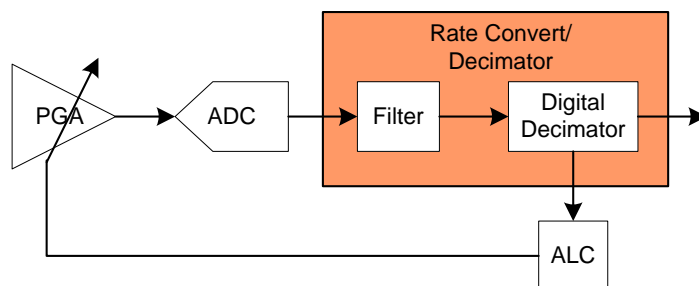 Rate Convert/
Decimator
PGA
ADC
Filter
Digital
Decimator
ALC